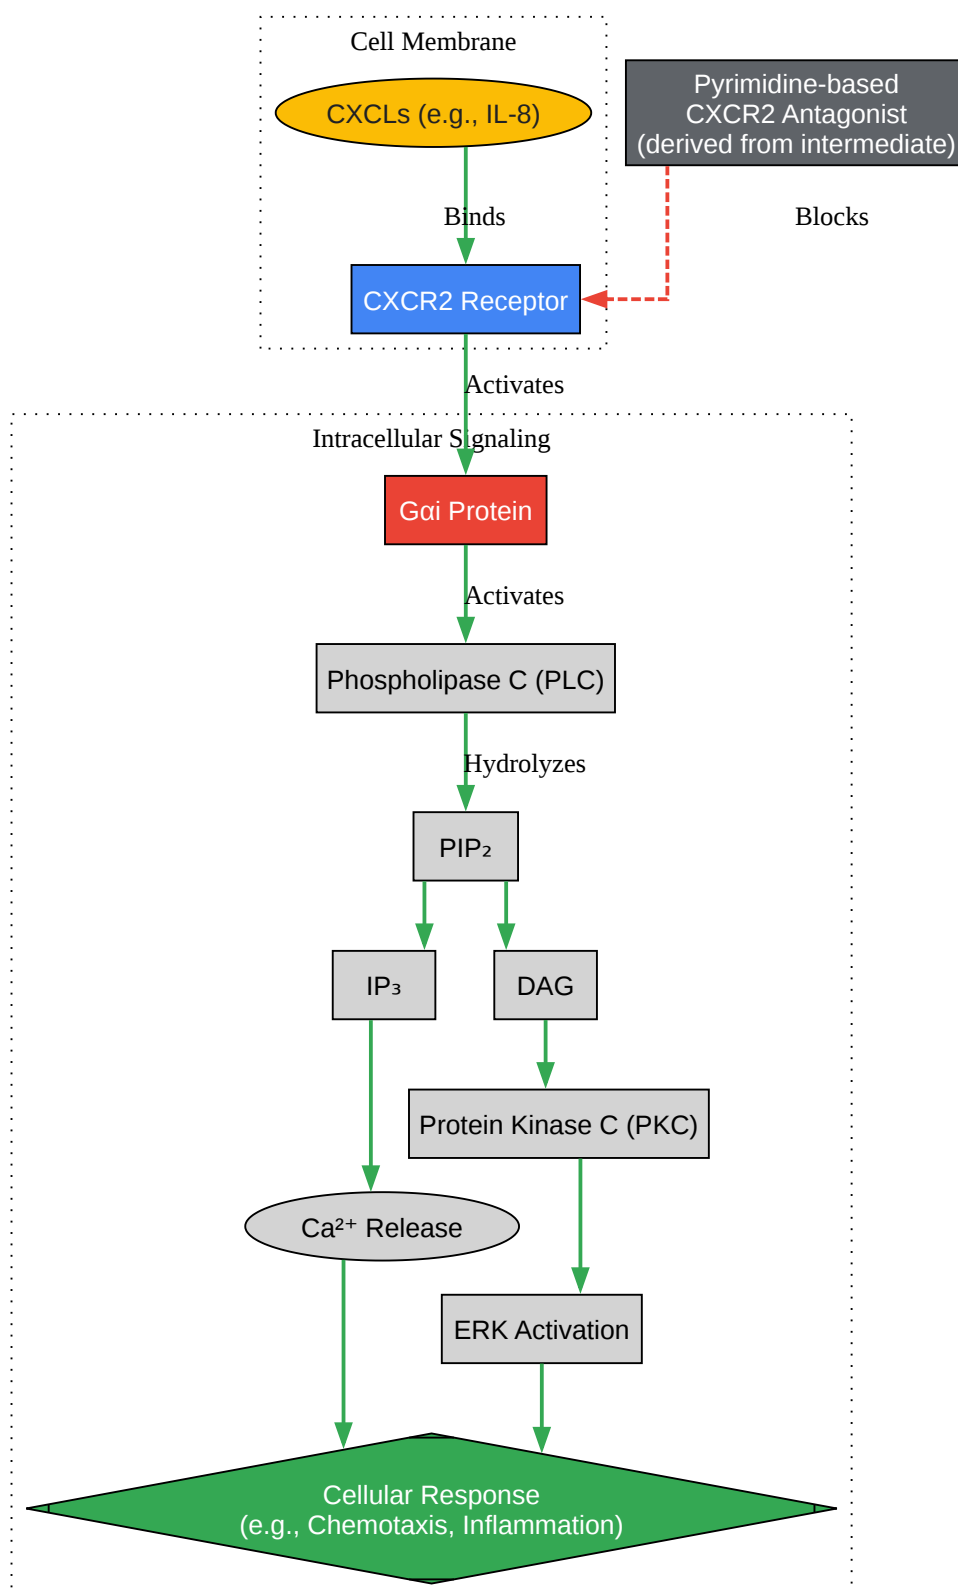 Cell Membrane
CXCLs (e.g., IL-8)
Pyrimidine-based
CXCR2 Antagonist
(derived from intermediate)
Binds
Blocks
CXCR2 Receptor
Activates
Intracellular Signaling
Gαi Protein
Activates
Phospholipase C (PLC)
Hydrolyzes
PIP₂
IP₃
DAG
Protein Kinase C (PKC)
Ca²⁺ Release
ERK Activation
Cellular Response
(e.g., Chemotaxis, Inflammation)